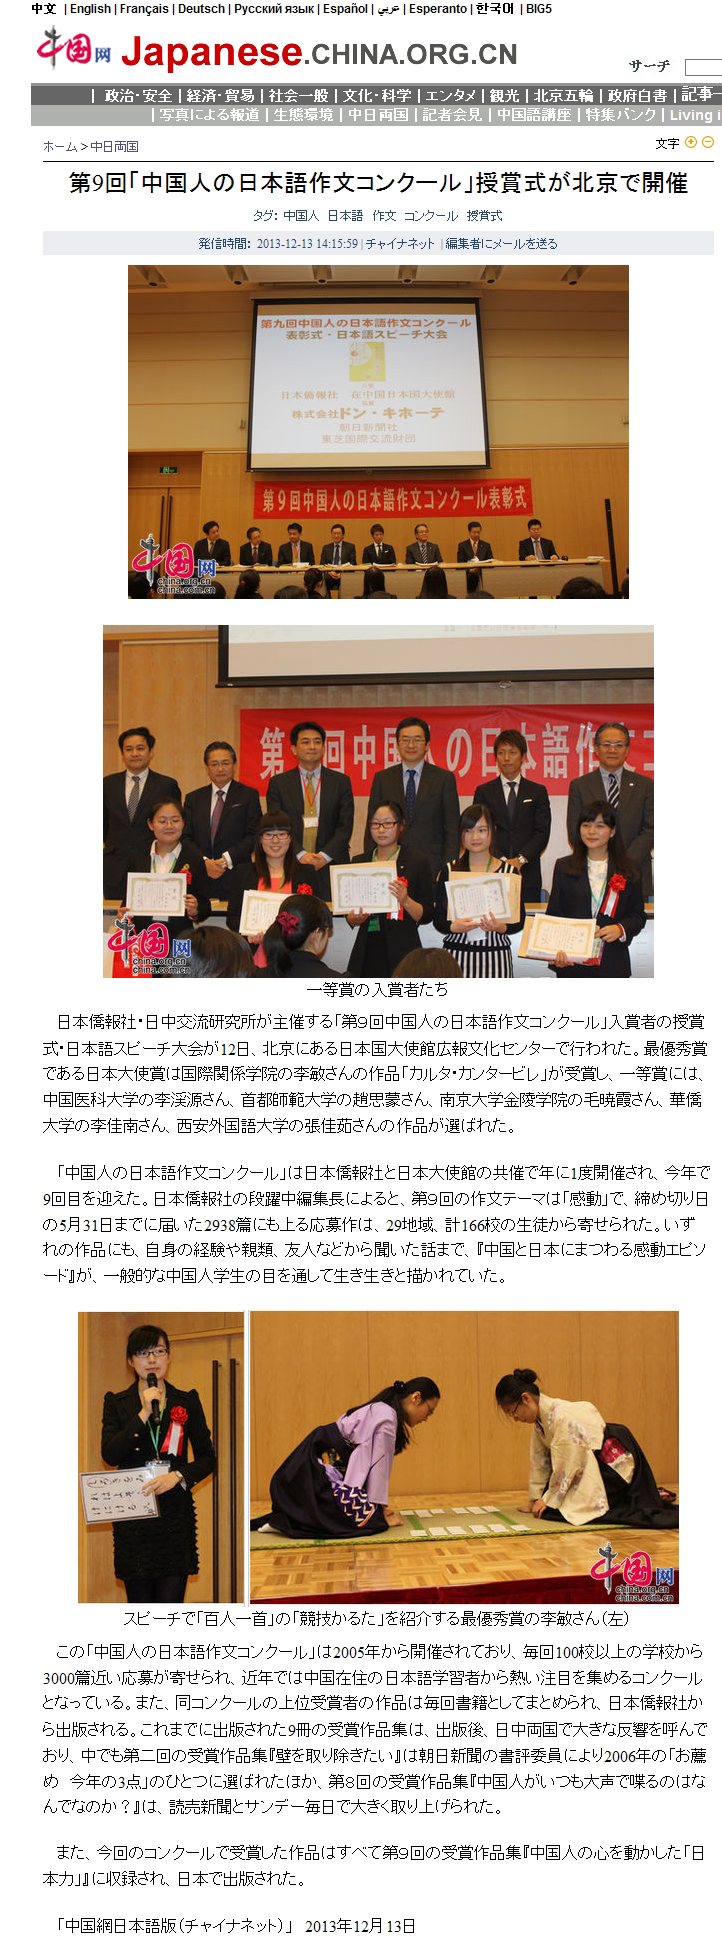 中文 | English | Français | Deutsch | Русский язык | Español | عربي | Esperanto | 한국어 | BIG5
中国网 Japanese.CHINA.ORG.CN
サーチ
| 政治・安全 | 経済・貿易 | 社会一般 | 文化・科学 | エンタメ | 観光 | 北京五輪 | 政府白書 | 記事一
| 写真による報道 | 生態環境 | 中日両国 | 記者会見 | 中国語講座 | 特集バンク | Living i
ホーム > 中日両国
文字
第9回「中国人の日本語作文コンクール」授賞式が北京で開催
タグ: 中国人 日本語 作文 コンクール 授賞式
発信時間: 2013-12-13 14:15:59 | チャイナネット | 編集者にメールを送る
第九回中国人の日本語作文コンクール
表彰式・日本語スピーチ大会
日本僑報社 在中国日本国大使館
株式会社ドン・キホーテ
朝日新聞社
東芝国際交流財団
第9回中国人の日本語作文コンクール表彰式
中国网
china.org.cn
china.com.cn
第 回中国人の日本語作文コ
中国网
china.org.cn
china.com.cn
一等賞の入賞者たち
日本僑報社・日中交流研究所が主催する「第９回中国人の日本語作文コンクール」入賞者の授賞
式・日本語スピーチ大会が12日、北京にある日本国大使館広報文化センターで行われた。最優秀賞
である日本大使賞は国際関係学院の李敏さんの作品「カルタ・カンタービレ」が受賞し、一等賞には、
中国医科大学の李渓源さん、首都師範大学の趙思蒙さん、南京大学金陵学院の毛暁霞さん、華僑
大学の李佳南さん、西安外国語大学の張佳茹さんの作品が選ばれた。
「中国人の日本語作文コンクール」は日本僑報社と日本大使館の共催で年に1度開催され、今年で
9回目を迎えた。日本僑報社の段躍中編集長によると、第９回の作文テーマは「感動」で、締め切り日
の5月31日までに届いた2938篇にも上る応募作は、29地域、計166校の生徒から寄せられた。いず
れの作品にも、自身の経験や親類、友人などから聞いた話まで、『中国と日本にまつわる感動エピソ
ード』が、一般的な中国人学生の目を通して生き生きと描かれていた。
中国网
china.org.cn
china.com.cn
スピーチで「百人一首」の「競技かるた」を紹介する最優秀賞の李敏さん（左）
この「中国人の日本語作文コンクール」は2005年から開催されており、毎回100校以上の学校から
3000篇近い応募が寄せられ、近年では中国在住の日本語学習者から熱い注目を集めるコンクール
となっている。また、同コンクールの上位受賞者の作品は毎回書籍としてまとめられ、日本僑報社か
ら出版される。これまでに出版された9冊の受賞作品集は、出版後、日中両国で大きな反響を呼んで
おり、中でも第二回の受賞作品集『壁を取り除きたい』は朝日新聞の書評委員により2006年の「お薦
め 今年の3点」のひとつに選ばれたほか、第８回の受賞作品集『中国人がいつも大声で喋るのはな
んでなのか？』は、読売新聞とサンデー毎日で大きく取り上げられた。
また、今回のコンクールで受賞した作品はすべて第９回の受賞作品集『中国人の心を動かした「日
本力」』に収録され、日本で出版された。
「中国網日本語版（チャイナネット）」 2013年12月13日